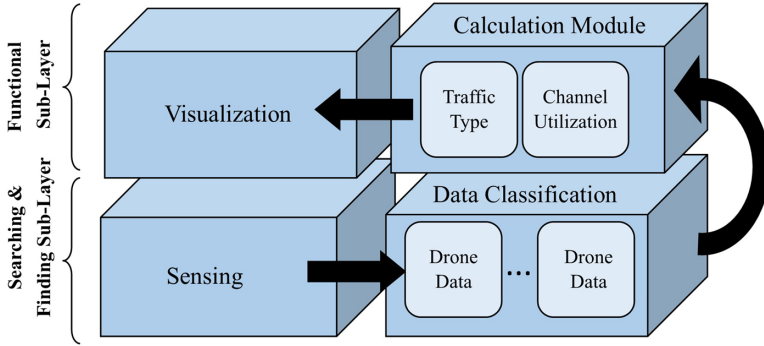 Functional
Sub-Layer
Searching &
Finding Sub-Layer
Visualization
Calculation Module
Traffic
Type
Channel
Utilization
Sensing
Data Classification
Drone
Data
...
Drone
Data